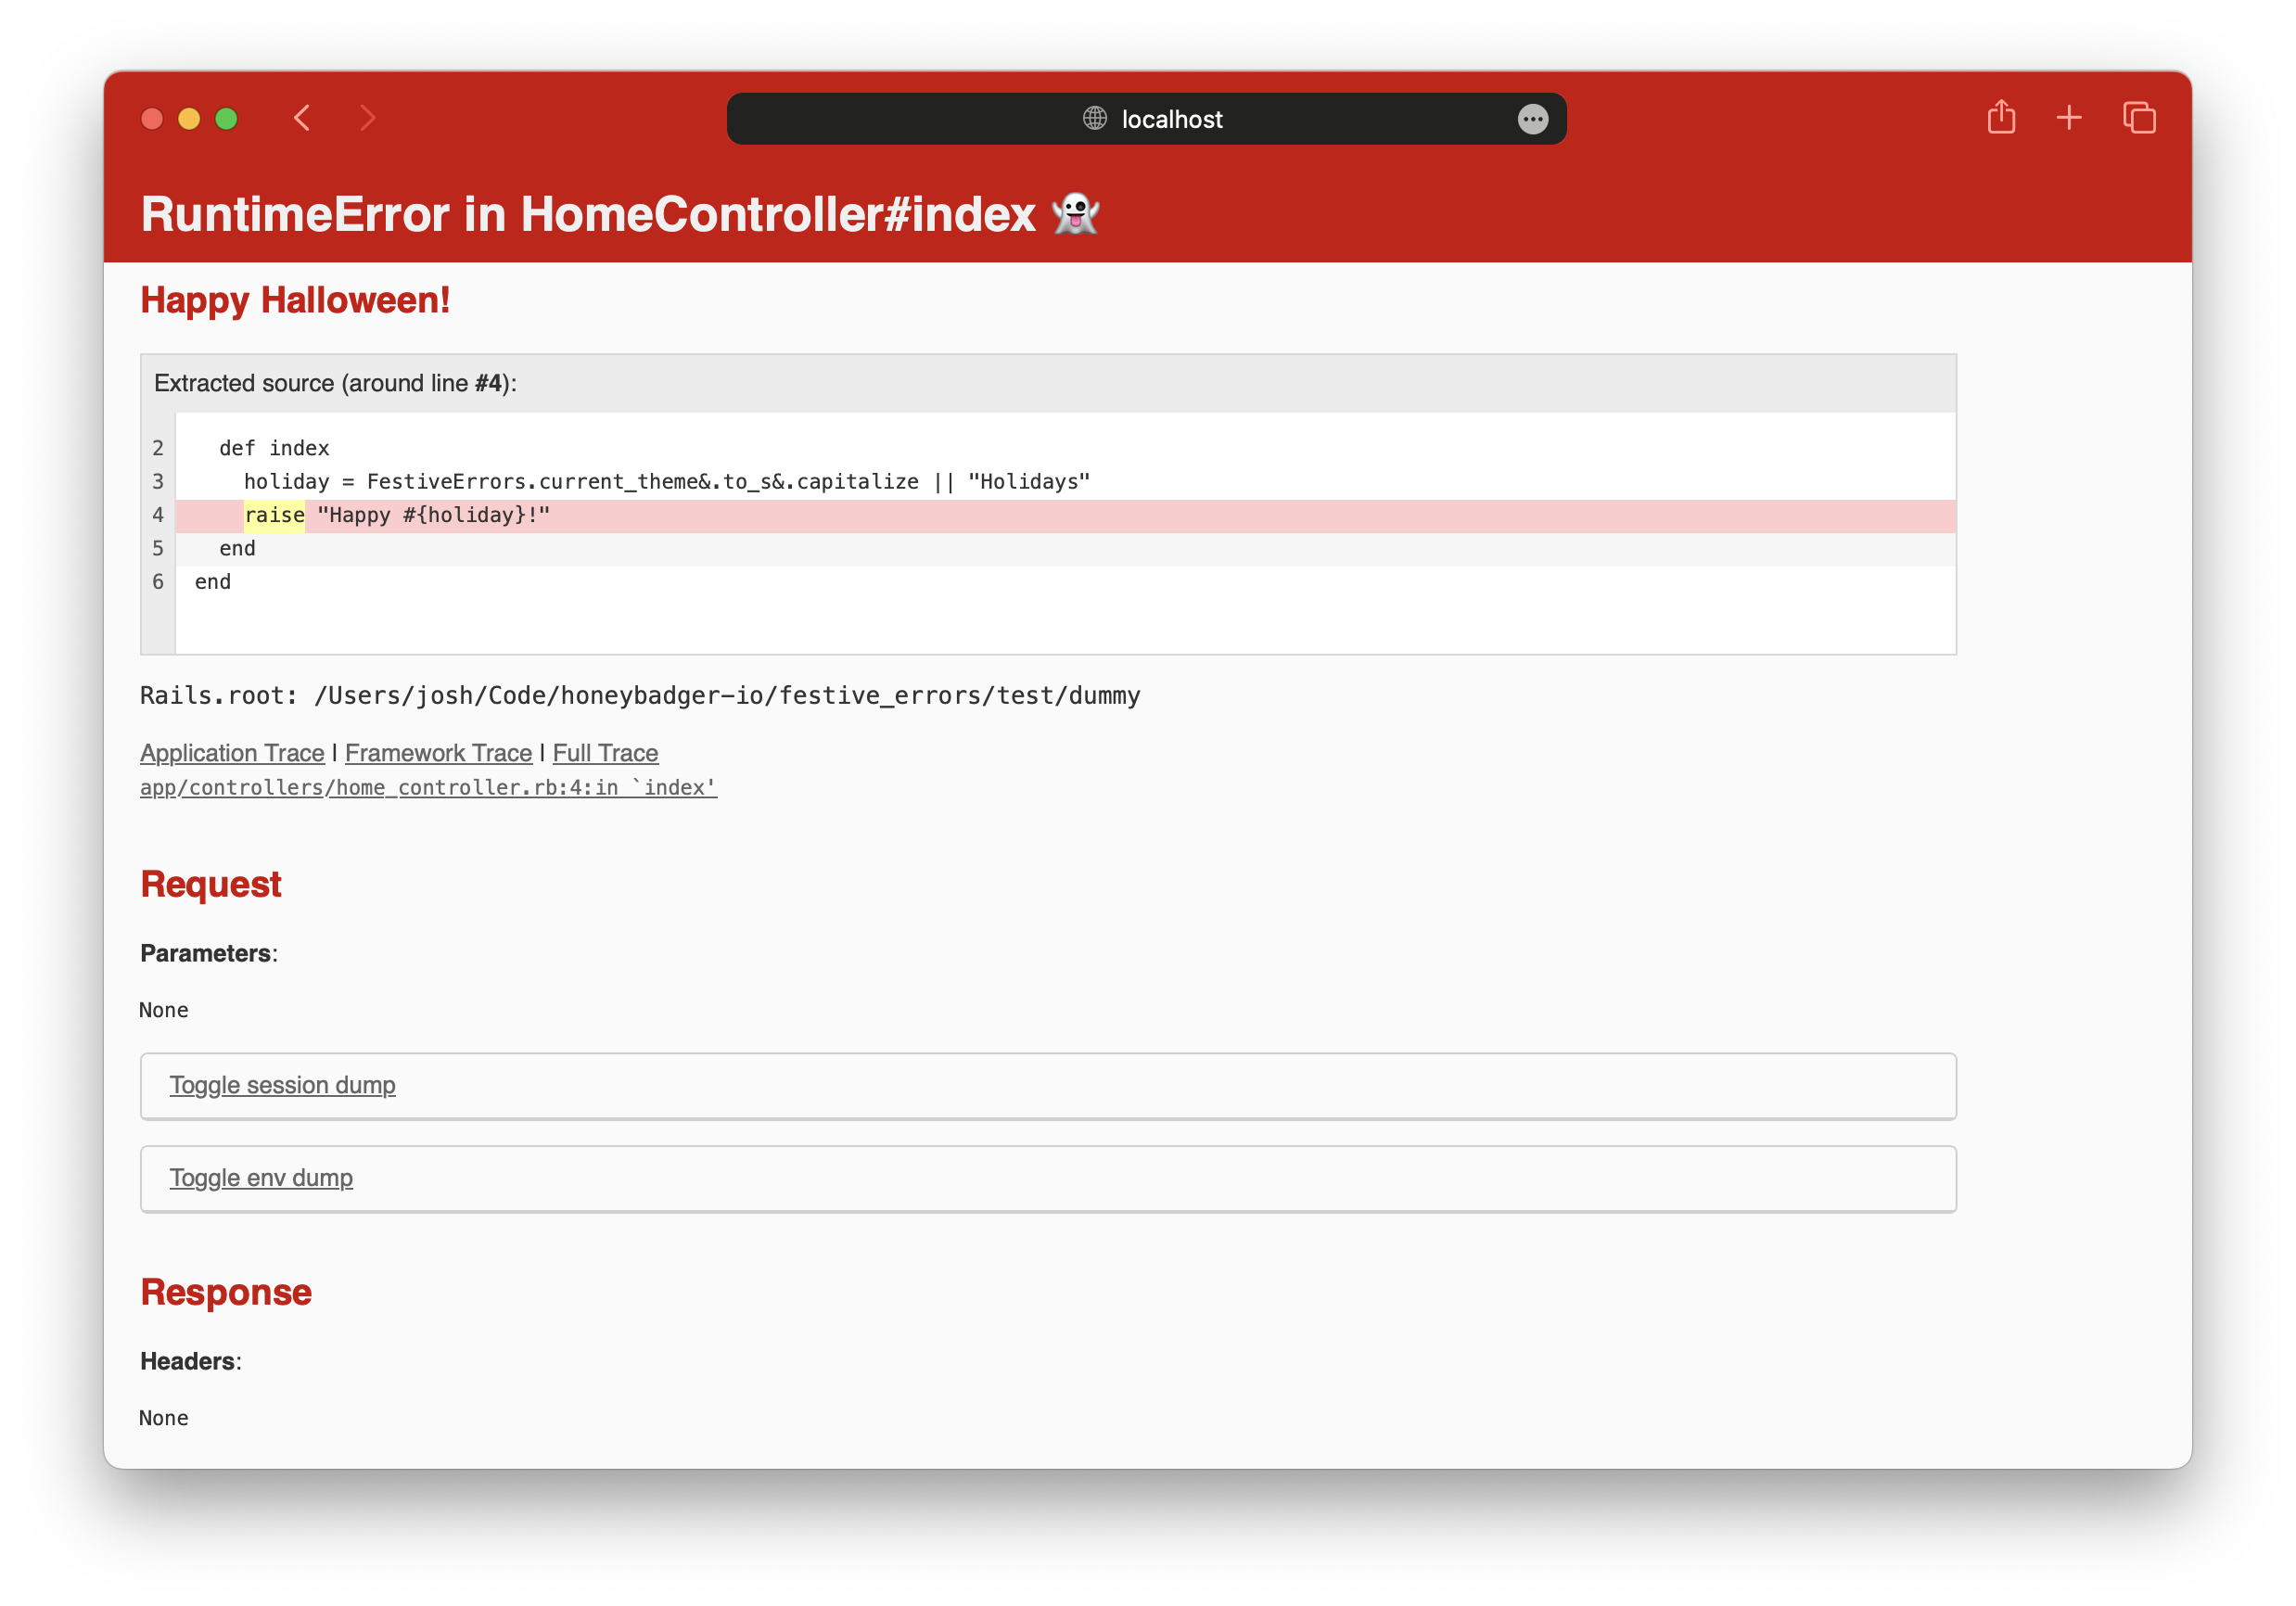 localhost
RuntimeError in HomeController#index 👻
Happy Halloween!
Extracted source (around line #4):
2   def index
3     holiday = FestiveErrors.current_theme&.to_s&.capitalize || "Holidays"
4     raise "Happy #{holiday}!"
5   end
6 end
Rails.root: /Users/josh/Code/honeybadger-io/festive_errors/test/dummy
Application Trace | Framework Trace | Full Trace
app/controllers/home_controller.rb:4:in `index'
Request
Parameters:
None
Toggle session dump
Toggle env dump
Response
Headers:
None